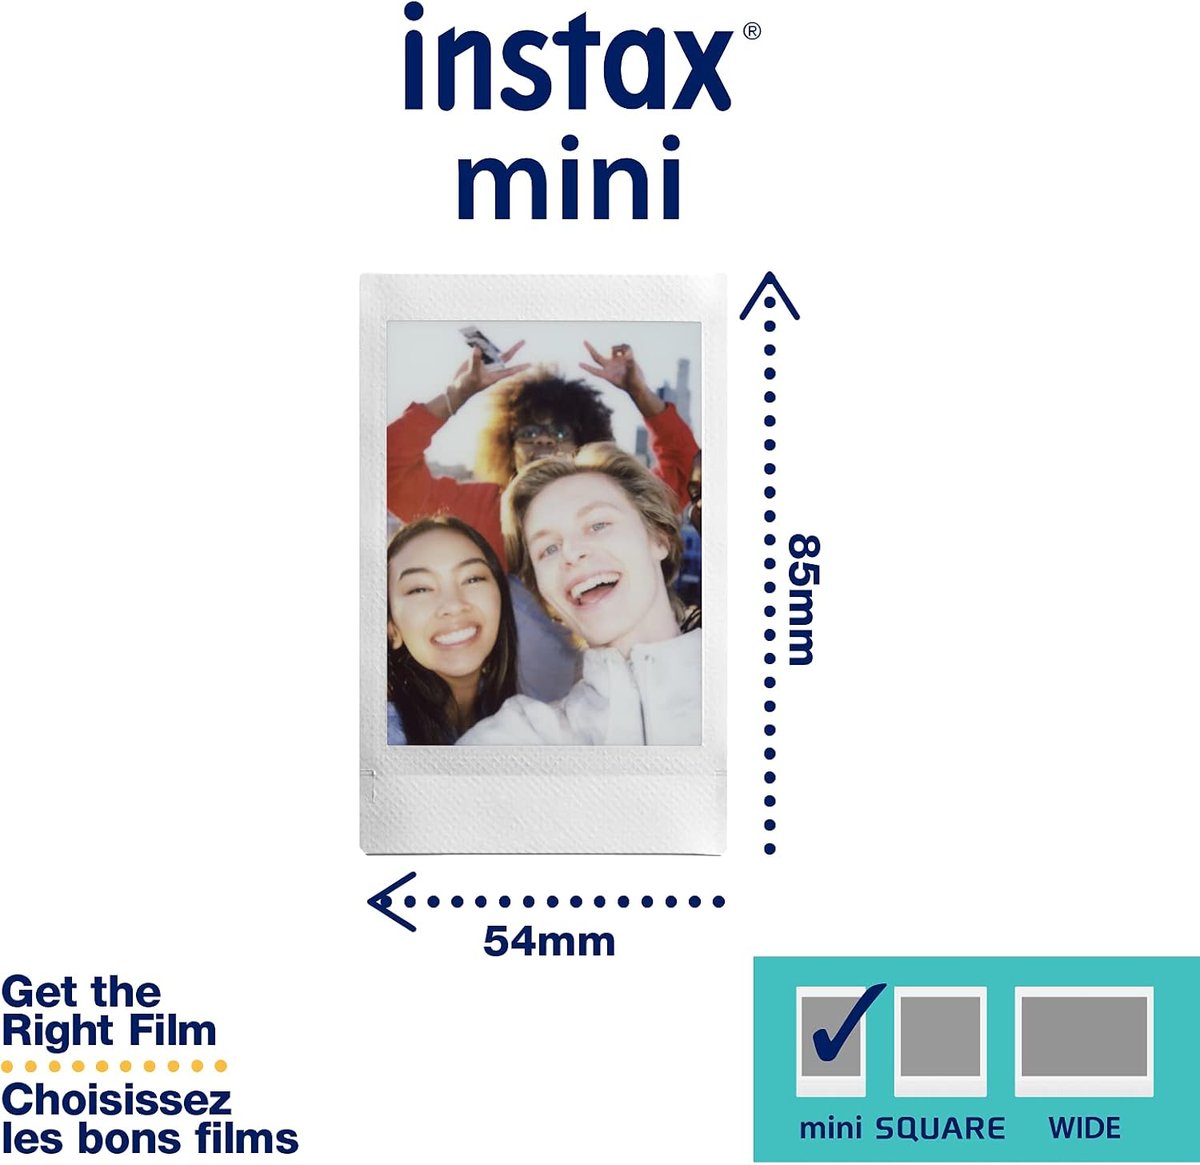 instax®
mini
85mm
54mm
Get the
Right Film
Choisissez
les bons films
mini SQUARE WIDE